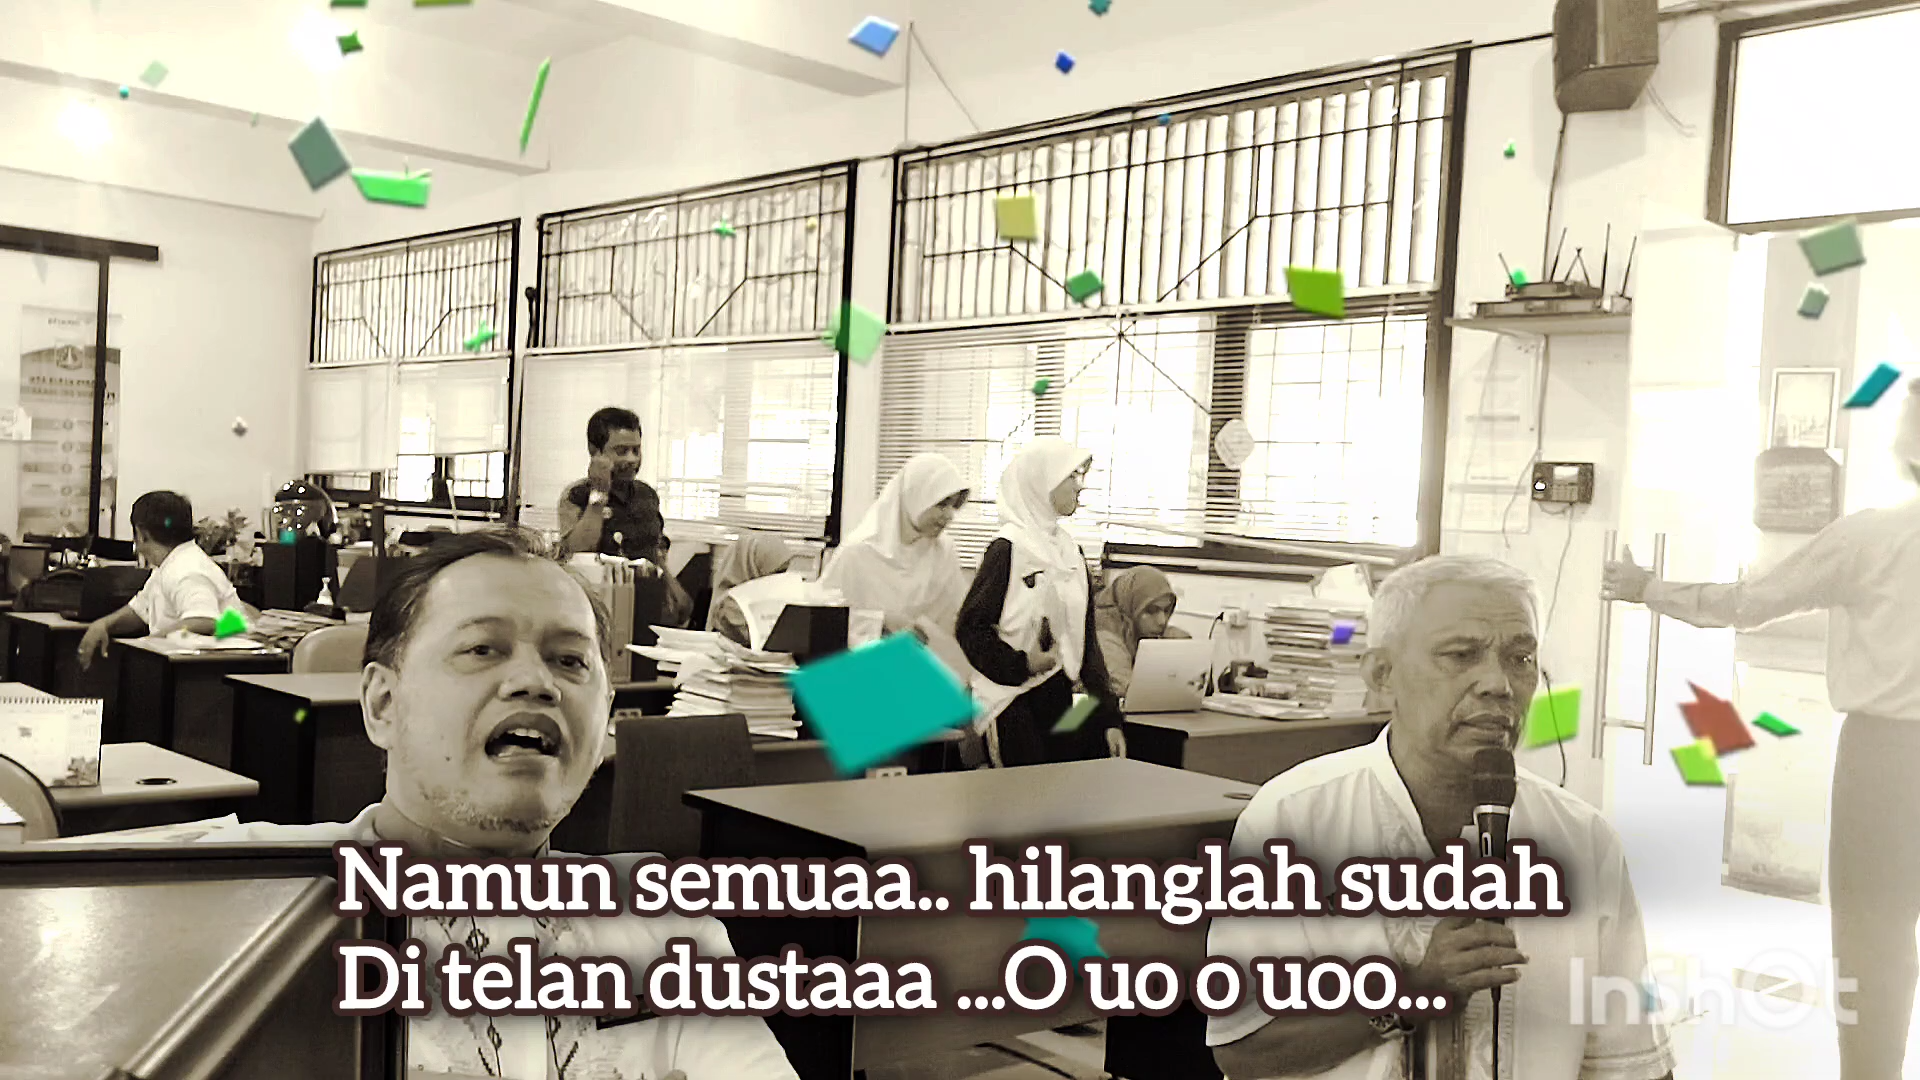 Namun semuaa.. hilanglah sudah
Di telan dustaaa ...O uo o uoo...
InShOt